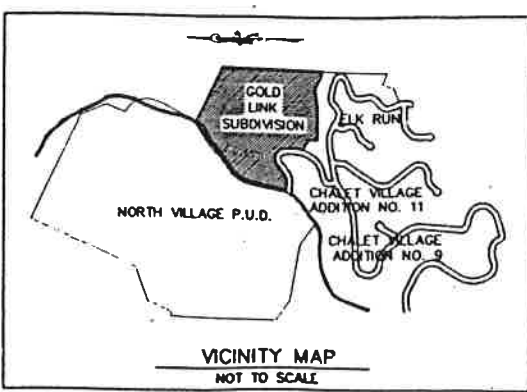 GOLD
LINK
SUBDIVISION
ELK RUN
CHALET VILLAGE
ADDITION NO. 11
NORTH VILLAGE P.U.D.
CHALET VILLAGE
ADDITION NO. 9
VICINITY MAP
NOT TO SCALE